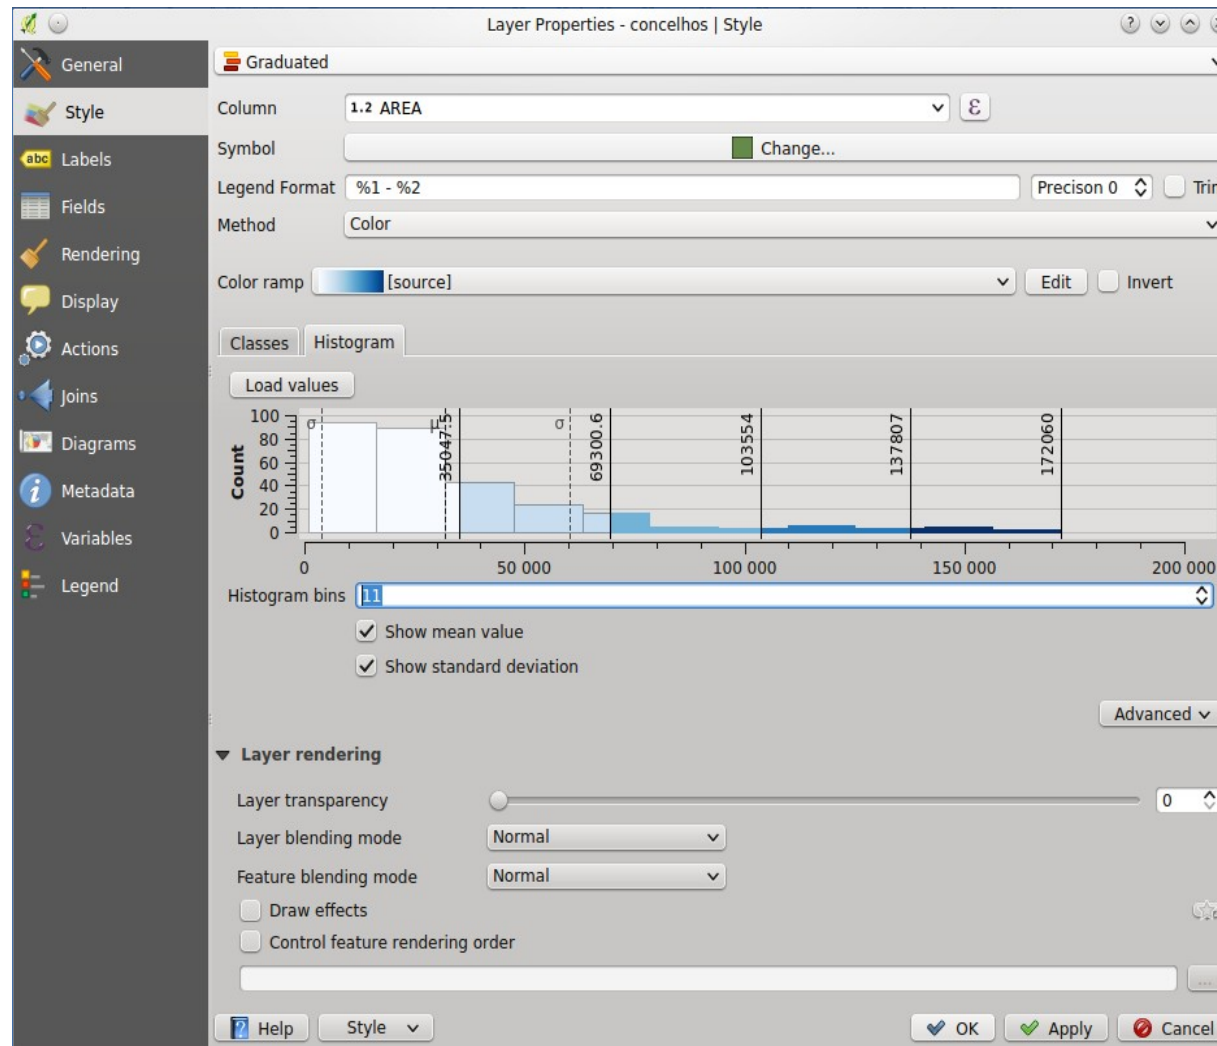 Layer Properties - concelhos | Style
General
Style
Labels
Fields
Rendering
Display
Actions
Joins
Diagrams
Metadata
Variables
Legend
Graduated
Column 1.2 AREA ε
Symbol Change...
Legend Format %1 - %2 Precison 0 Trim
Method Color
Color ramp [source] Edit Invert
Classes Histogram
Load values
Count
100
80
60
40
20
0
σ μ σ
35047.5 69300.6 103554 137807 172060
0 50 000 100 000 150 000 200 000
Histogram bins 11
Show mean value
Show standard deviation
Advanced
Layer rendering
Layer transparency 0
Layer blending mode Normal
Feature blending mode Normal
Draw effects
Control feature rendering order
...
Help Style OK Apply Cancel
abc